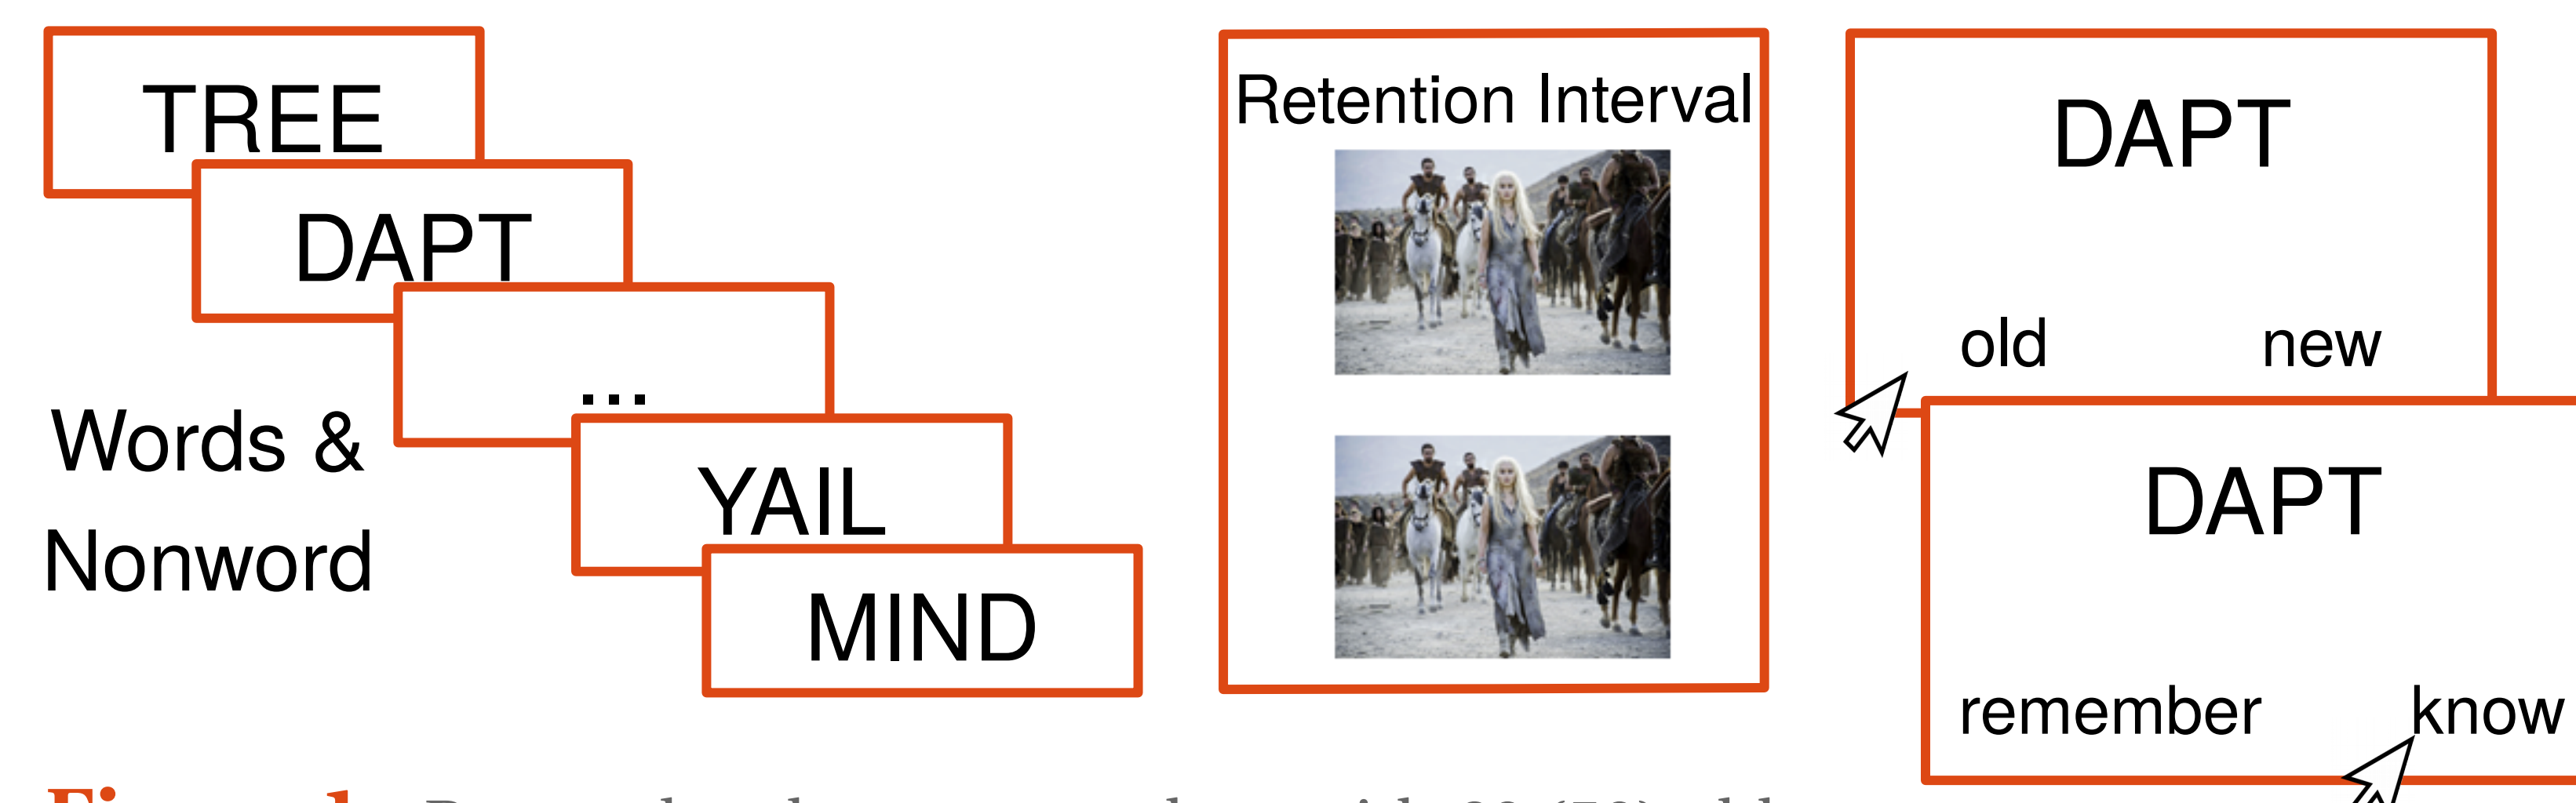 TREE
DAPT
...
YAIL
MIND
Words &
Nonword
Retention Interval
DAPT
old new
DAPT
remember know